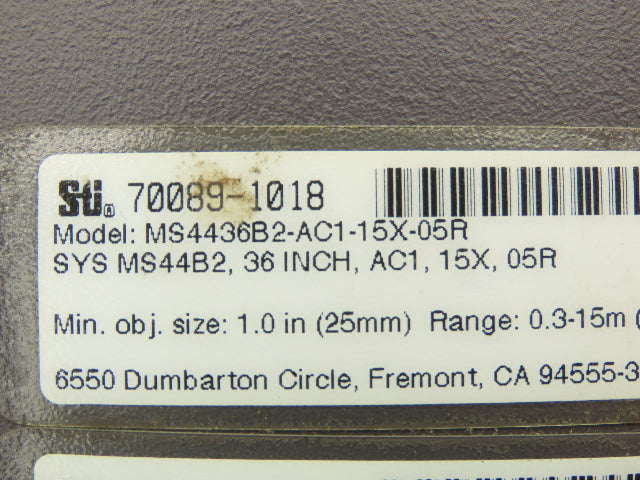 Sti® 70089-1018
Model: MS4436B2-AC1-15X-05R
SYS MS44B2, 36 INCH, AC1, 15X, 05R
Min. obj. size: 1.0 in (25mm) Range: 0.3-15m (
6550 Dumbarton Circle, Fremont, CA 94555-3